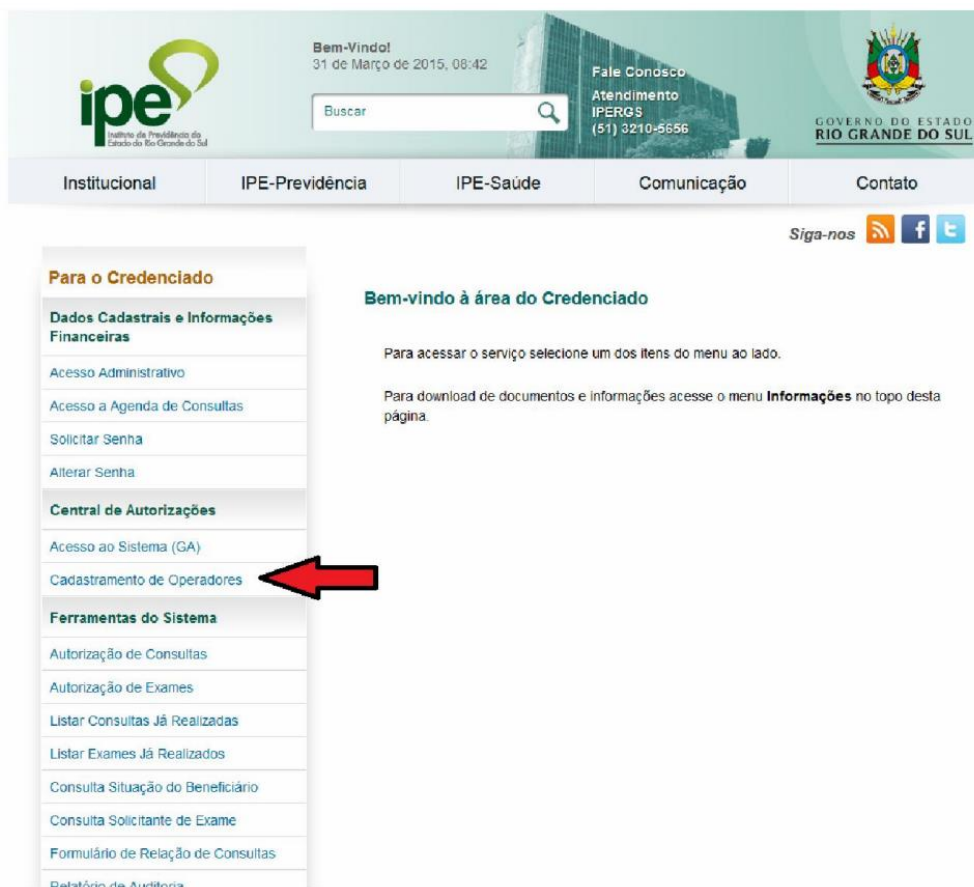 ipe
Instituto de Previdência do
Estado do Rio Grande do Sul
Bem-Vindo!
31 de Março de 2015, 08:42
Buscar
Fale Conosco
Atendimento
IPERGS
(51) 3210-5656
GOVERNO DO ESTADO
RIO GRANDE DO SUL
Institucional
IPE-Previdência
IPE-Saúde
Comunicação
Contato
Siga-nos
Para o Credenciado
Dados Cadastrais e Informações
Financeiras
Acesso Administrativo
Acesso a Agenda de Consultas
Solicitar Senha
Alterar Senha
Central de Autorizações
Acesso ao Sistema (GA)
Cadastramento de Operadores
Ferramentas do Sistema
Autorização de Consultas
Autorização de Exames
Listar Consultas Já Realizadas
Listar Exames Já Realizados
Consulta Situação do Beneficiário
Consulta Solicitante de Exame
Formulário de Relação de Consultas
Relatório de Auditoria
Bem-vindo à área do Credenciado
Para acessar o serviço selecione um dos itens do menu ao lado.
Para download de documentos e informações acesse o menu Informações no topo desta
página.